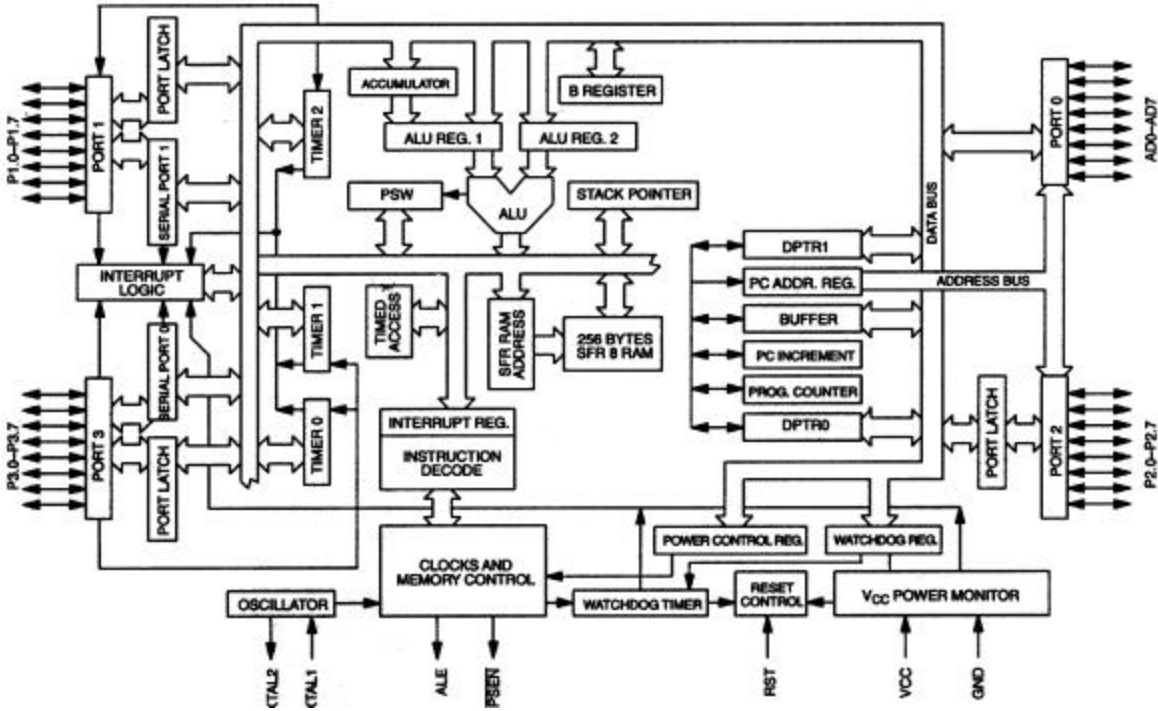 PORT LATCH
P1.0–P1.7
PORT 1
SERIAL PORT 1
INTERRUPT
LOGIC
SERIAL PORT 0
P3.0–P3.7
PORT 3
PORT LATCH
TIMER 2
TIMER 1
TIMER 0
ACCUMULATOR
B REGISTER
ALU REG. 1
ALU REG. 2
PSW
ALU
STACK POINTER
TIMED
ACCESS
SFR RAM
ADDRESS
256 BYTES
SFR 8 RAM
INTERRUPT REG.
INSTRUCTION
DECODE
DPTR1
PC ADDR. REG.
BUFFER
PC INCREMENT
PROG. COUNTER
DPTR0
DATA BUS
ADDRESS BUS
PORT 0
AD0–AD7
PORT LATCH
PORT 2
P2.0–P2.7
CLOCKS AND
MEMORY CONTROL
POWER CONTROL REG.
WATCHDOG REG.
OSCILLATOR
WATCHDOG TIMER
RESET
CONTROL
VCC POWER MONITOR
XTAL2
XTAL1
ALE
PSEN
RST
VCC
GND